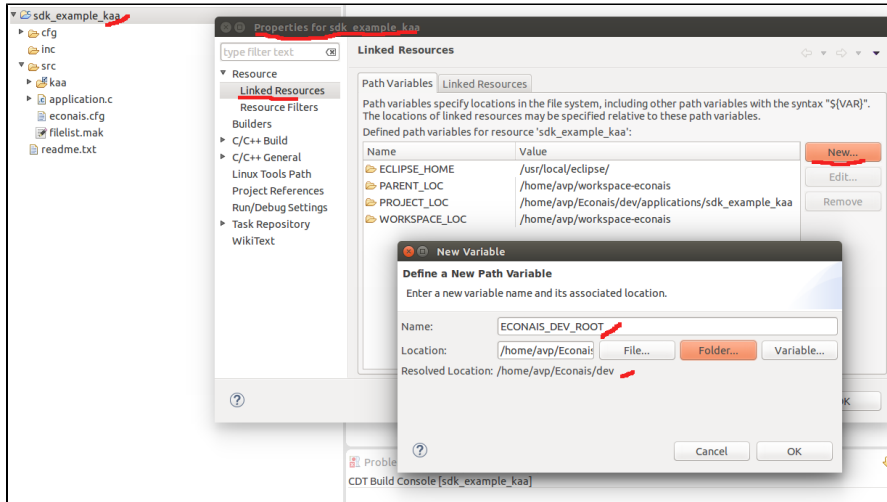 sdk_example_kaa
cfg
inc
src
kaa
application.c
econais.cfg
filelist.mak
readme.txt
Properties for sdk_example_kaa
type filter text
Resource
Linked Resources
Resource Filters
Builders
C/C++ Build
C/C++ General
Linux Tools Path
Project References
Run/Debug Settings
Task Repository
WikiText
Linked Resources
Path Variables Linked Resources
Path variables specify locations in the file system, including other path variables with the syntax "${VAR}".
The locations of linked resources may be specified relative to these path variables.
Defined path variables for resource 'sdk_example_kaa':
Name Value
ECLIPSE_HOME /usr/local/eclipse/
PARENT_LOC /home/avp/workspace-econais
PROJECT_LOC /home/avp/Econais/dev/applications/sdk_example_kaa
WORKSPACE_LOC /home/avp/workspace-econais
New...
Edit...
Remove
New Variable
Define a New Path Variable
Enter a new variable name and its associated location.
Name: ECONAIS_DEV_ROOT
Location: /home/avp/Econais File... Folder... Variable...
Resolved Location: /home/avp/Econais/dev
Cancel OK
CDT Build Console [sdk_example_kaa]